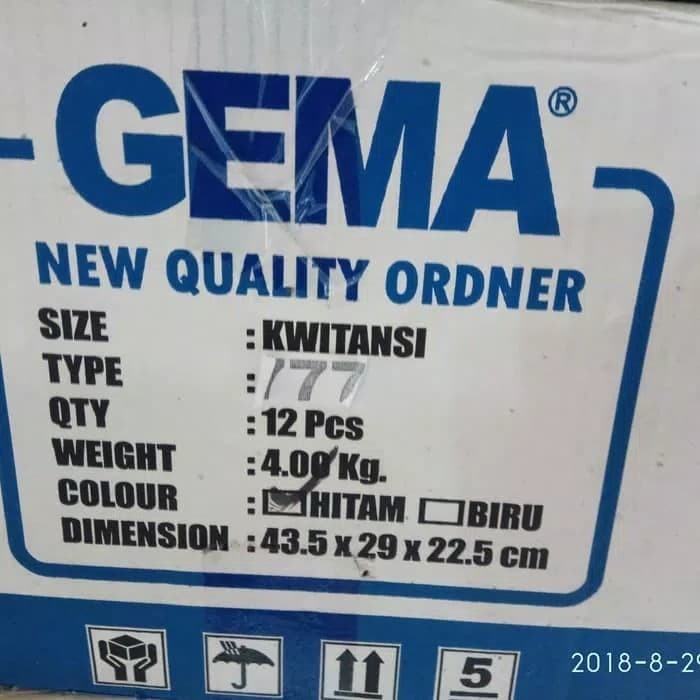 GEMA®
NEW QUALITY ORDNER
SIZE : KWITANSI
TYPE : 177
QTY : 12 Pcs
WEIGHT : 4.00 Kg.
COLOUR : HITAM BIRU
DIMENSION : 43.5 x 29 x 22.5 cm
5
2018-8-29